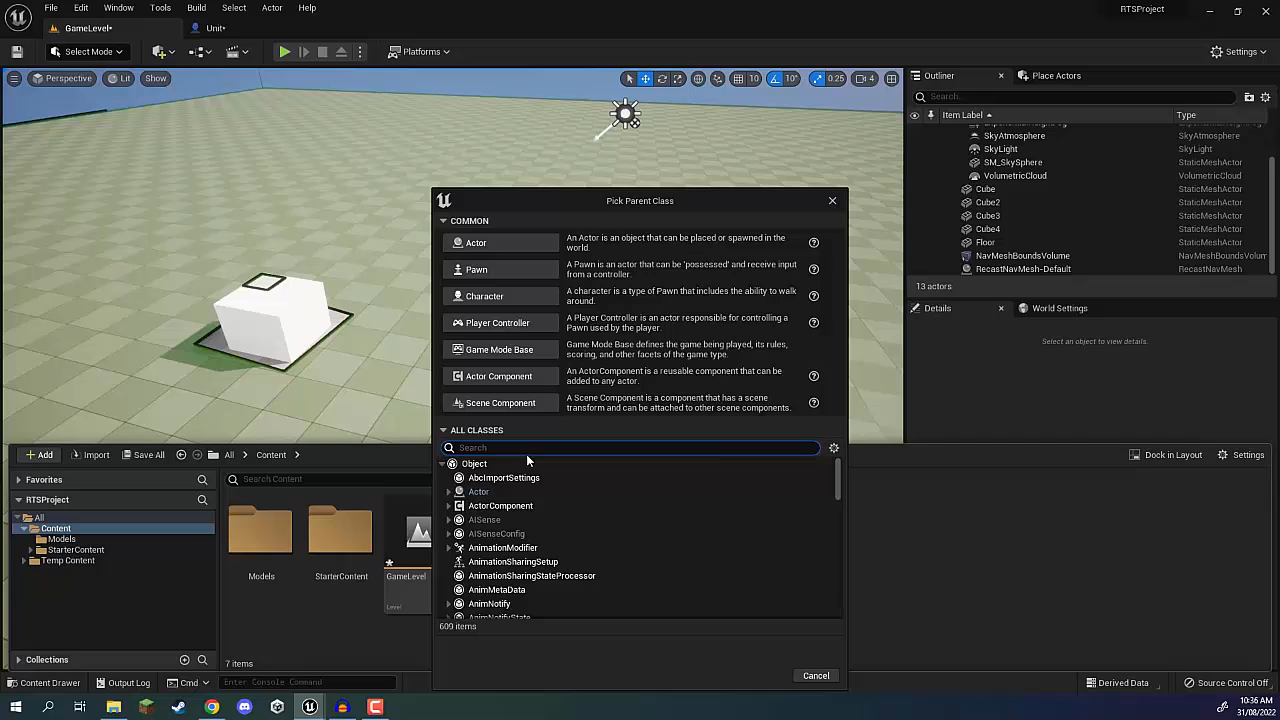 File Edit Window Tools Build Select Actor Help
RTSProject
GameLevel*
Unit*
Select Mode
Platforms
Settings
Perspective
Lit
Show
10
10°
0.25
4
Outliner
Place Actors
Search...
Item Label
Type
SkyAtmosphere SkyAtmosphere
SkyLight SkyLight
SM_SkySphere StaticMeshActor
VolumetricCloud VolumetricCloud
Cube StaticMeshActor
Cube2 StaticMeshActor
Cube3 StaticMeshActor
Cube4 StaticMeshActor
Floor StaticMeshActor
NavMeshBoundsVolume NavMeshBoundsVolume
RecastNavMesh-Default RecastNavMesh
13 actors
Details
World Settings
Select an object to view details.
Pick Parent Class
COMMON
Actor
An Actor is an object that can be placed or spawned in the
world.
Pawn
A Pawn is an actor that can be 'possessed' and receive input
from a controller.
Character
A character is a type of Pawn that includes the ability to walk
around.
Player Controller
A Player Controller is an actor responsible for controlling a
Pawn used by the player.
Game Mode Base
Game Mode Base defines the game being played, its rules,
scoring, and other facets of the game type.
Actor Component
An ActorComponent is a reusable component that can be
added to any actor.
Scene Component
A Scene Component is a component that has a scene
transform and can be attached to other scene components.
ALL CLASSES
Search
Object
AbcImportSettings
Actor
ActorComponent
AISense
AISenseConfig
AnimationModifier
AnimationSharingSetup
AnimationSharingStateProcessor
AnimMetaData
AnimNotify
AnimNotifyState
609 items
Cancel
Add
Import
Save All
All
Content
Dock in Layout
Settings
Favorites
RTSProject
All
Content
Models
StarterContent
Temp Content
Collections
Search Content
Models
StarterContent
GameLevel
Level
7 items
Content Drawer
Output Log
Cmd
Enter Console Command
Derived Data
Source Control Off
10:36 AM
31/08/2022